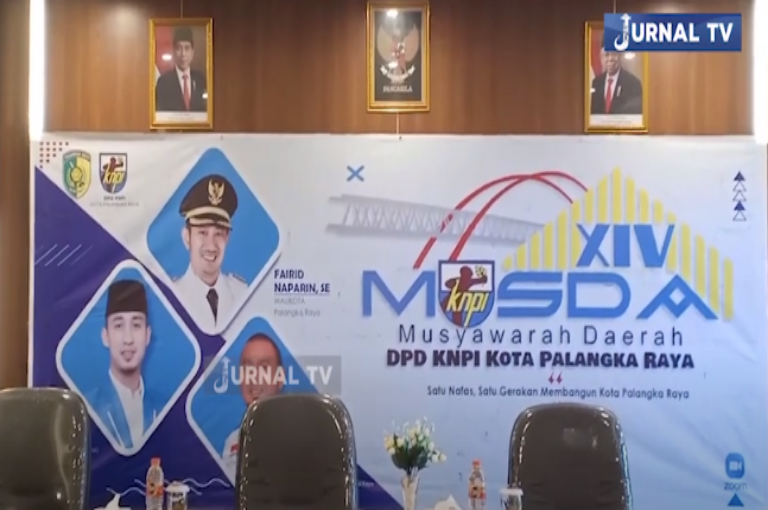 JURNAL TV
PANCASILA
knpi
FAIRID
NAPARIN, SE
WALIKOTA
Palangka Raya
XIV
MUSDA
knpi
Musyawarah Daerah
DPD KNPI KOTA PALANGKA RAYA
Satu Nafas, Satu Gerakan Membangun Kota Palangka Raya
JURNAL TV
zoom